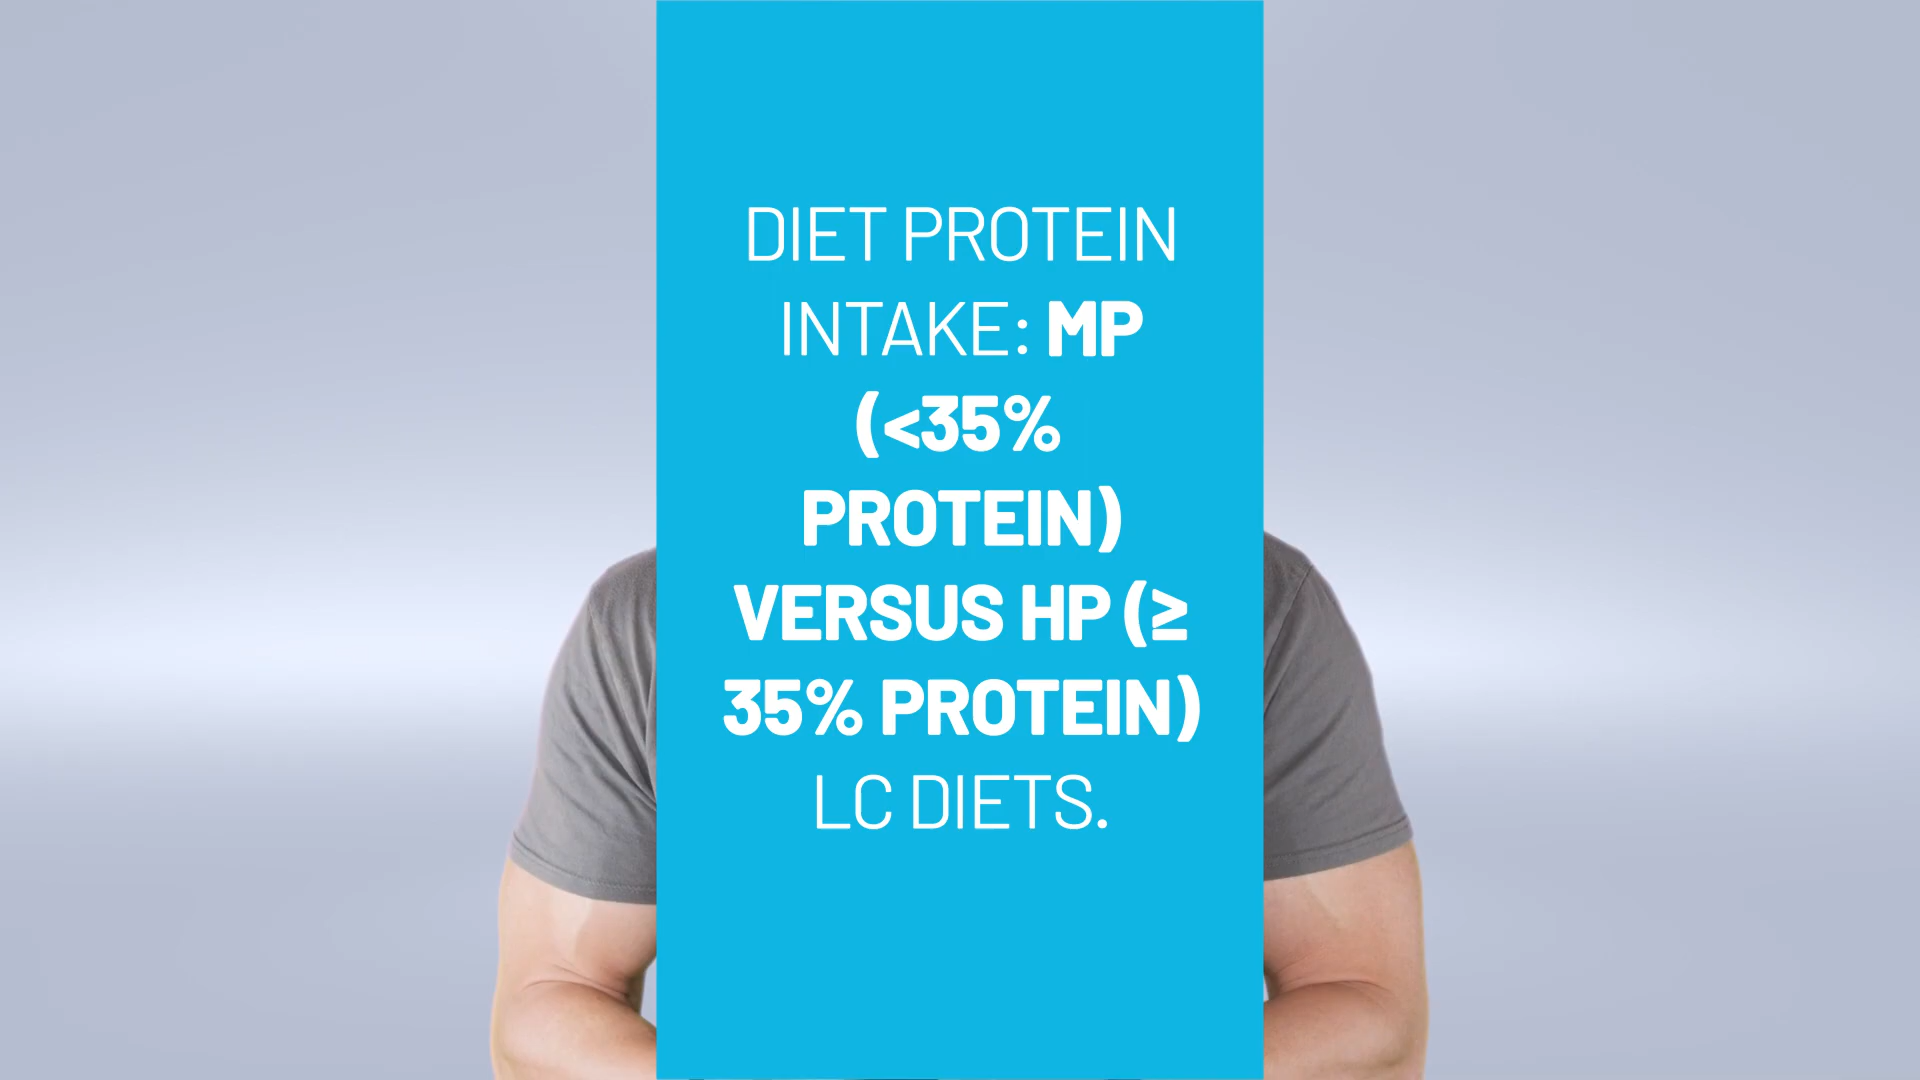 DIET PROTEIN
INTAKE: MP
(<35%
PROTEIN)
VERSUS HP (≥
35% PROTEIN)
LC DIETS.